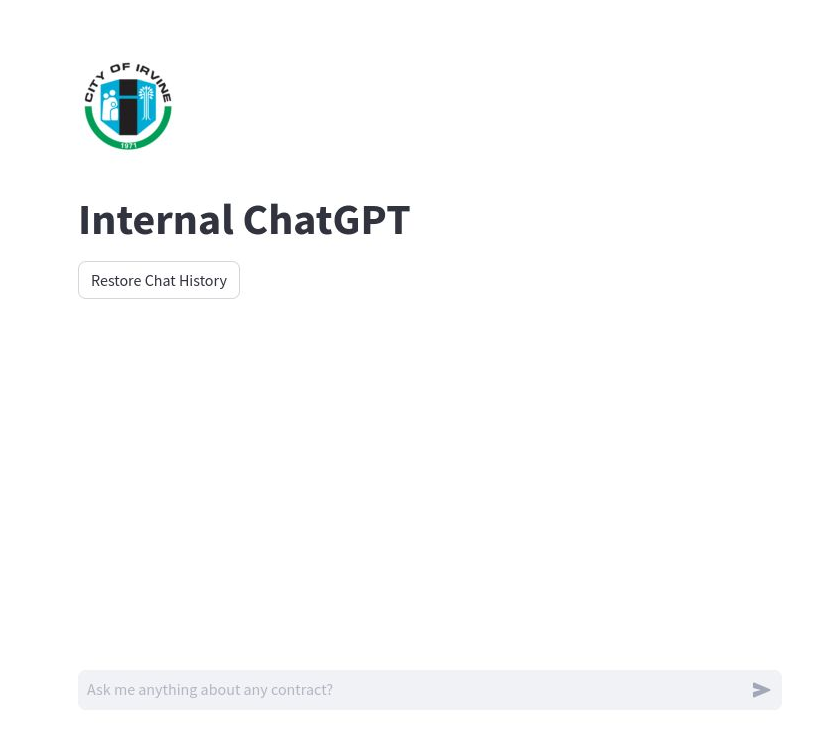 CITY OF IRVINE
1971
Internal ChatGPT
Restore Chat History
Ask me anything about any contract?